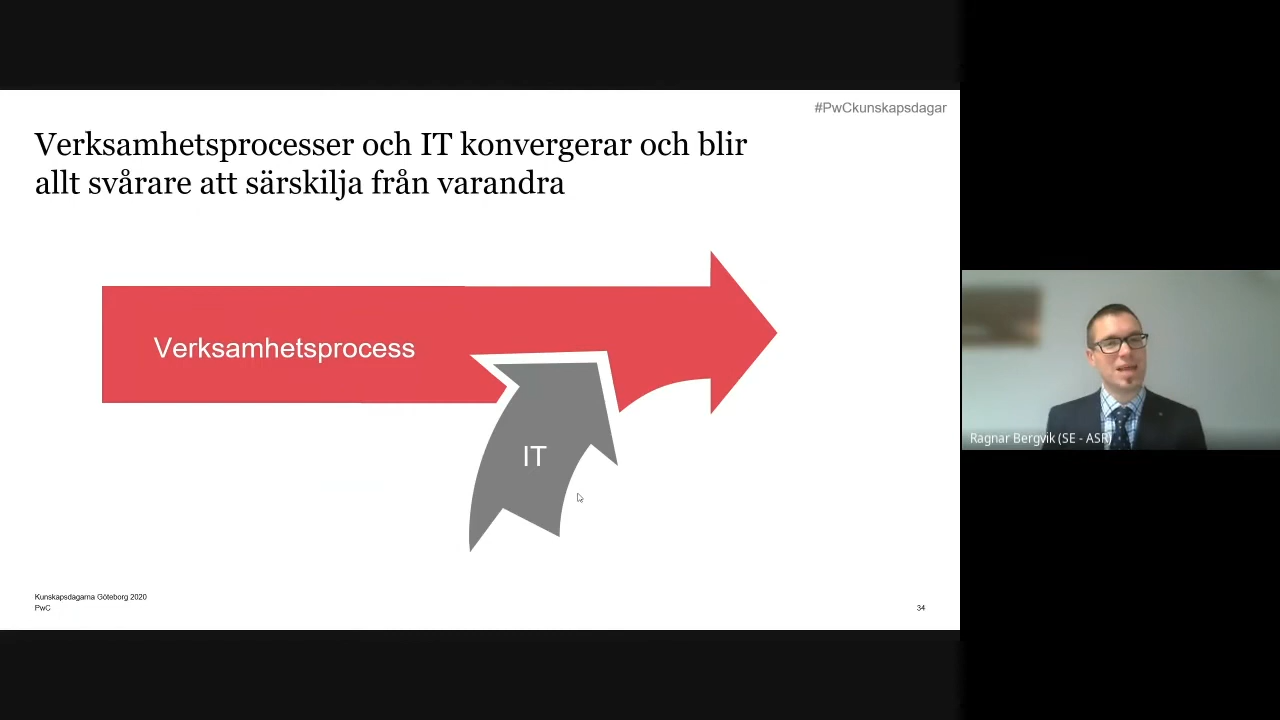 #PwCkunskapsdagar
Verksamhetsprocesser och IT konvergerar och blir
allt svårare att särskilja från varandra
Verksamhetsprocess
IT
Ragnar Bergvik (SE - ASR)
Kunskapsdagarna Göteborg 2020
PwC
34